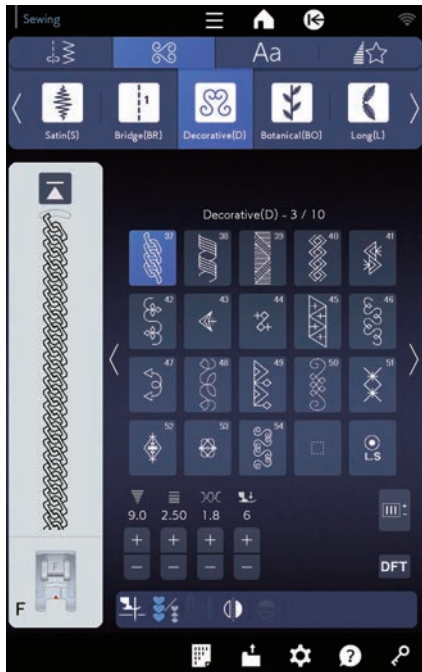 Sewing
Aa
1
Satin(S) Bridge(BR) Decorative(D) Botanical(BO) Long(L)
Decorative(D) - 3 / 10
37 38 39 40 41
42 43 44 45 46
47 48 49 50 51
52 53 54 L.S
9.0 2.50 1.8 6
+ + + +
- - - -
DFT
F
?